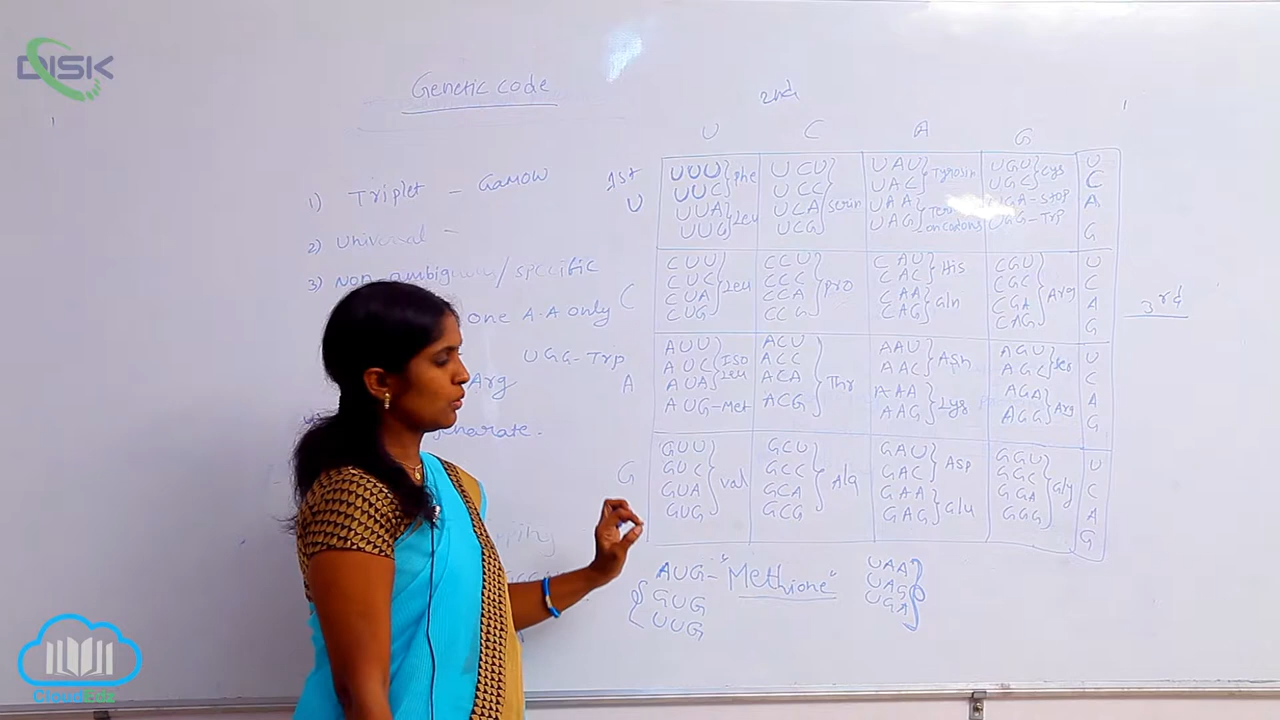 DISK
Genetic code
2nd
U C A G
1) Triplet - Gamow
2) Universal -
3) Non-ambiguous/specific
one A.A only
UGG-Trp
Arg
1st
U
UUU UCU UAU UGU U
UUC phe UCC UAC Tyrosin UGC cys C
UUA UCA serin UAA UGA-stop A
UUG Leu UCG UAG UGG-Trp G
C
CUU CCU CAU CGU U
CUC Leu CCC pro CAC His CGC Arg C
CUA CCA CAA CGA A
CUG CCG CAG Gln CAG G
3rd
A
AUU ACU AAU AGU U
AUC Iso Leu ACC Thr AAC Asn AGC Ser C
AUA ACA AAA AGA A
AUG-Met ACG AAG Lys AGG Arg G
G
GUU GCU GAU GGU U
GUC val GCC Ala GAC Asp GGC Gly C
GUA GCA GAA GGA A
GUG GCG GAG Glu GGG G
AUG- "Methione"
GUG
UUG
UAA
UAG
UGA
CloudEdz